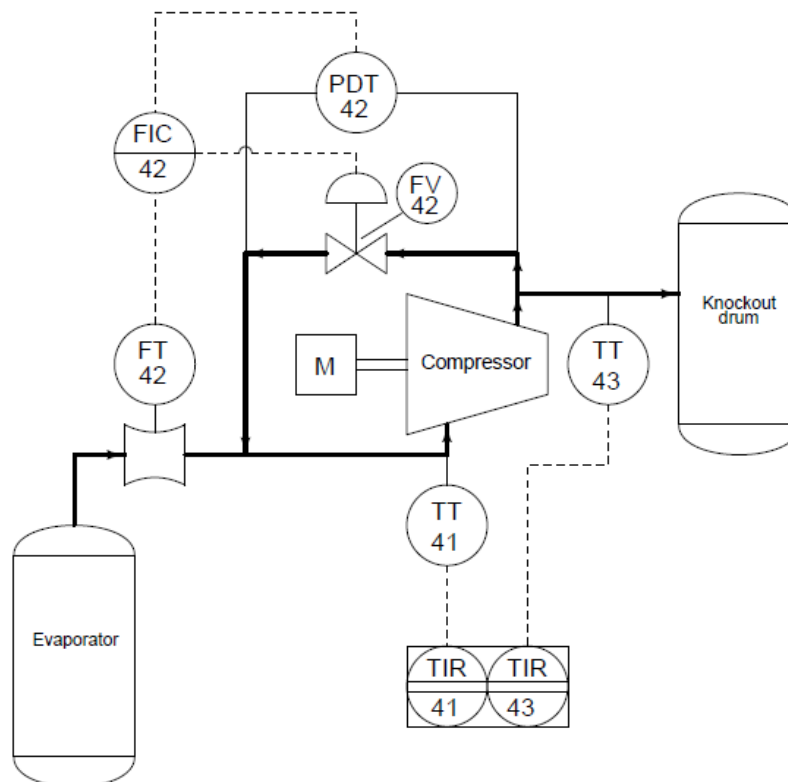 PDT
42
FIC
42
FV
42
FT
42
M
Compressor
TT
43
Knockout
drum
TT
41
Evaporator
TIR
41
TIR
43